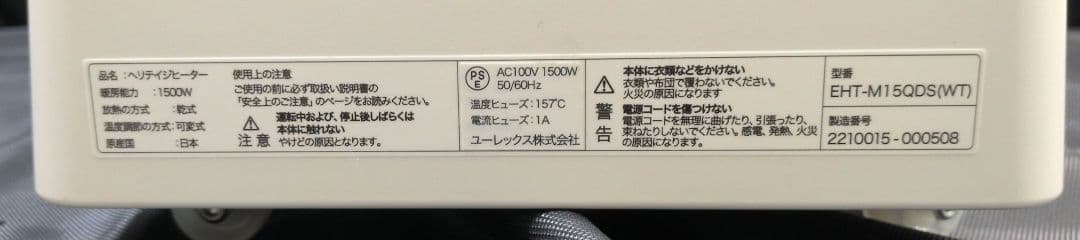 品名：ヘリテイジヒーター
暖房能力：1500W
放熱の方式：乾式
温度調節の方式：可変式
原産国：日本
使用上の注意
ご使用の前に必ず取扱い説明書の
「安全上のご注意」のページをお読みください。
注意
運転中および、停止後しばらくは
本体に触れない
やけどの原因となります。
PSE
AC100V 1500W
50/60Hz
温度ヒューズ：157℃
電流ヒューズ：1A
ユーレックス株式会社
警告
本体に衣類などをかけない
衣類や布団で覆わないでください。
火災の原因になります
電源コードを傷つけない
電源コードを無理に曲げたり、引張ったり、
束ねたりしないでください。感電、発熱、火災
の原因になります。
型番
EHT-M15QDS(WT)
製造番号
2210015-000508